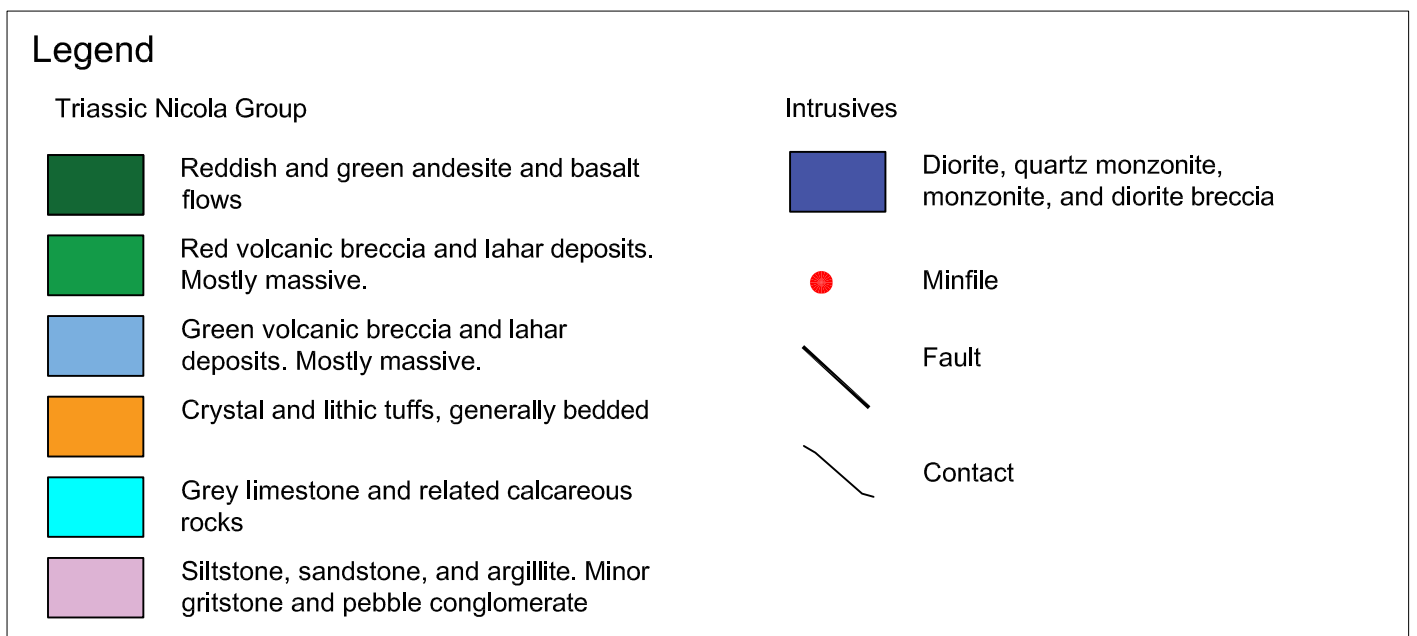 Legend
Triassic Nicola Group
Reddish and green andesite and basalt
flows
Red volcanic breccia and lahar deposits.
Mostly massive.
Green volcanic breccia and lahar
deposits. Mostly massive.
Crystal and lithic tuffs, generally bedded
Grey limestone and related calcareous
rocks
Siltstone, sandstone, and argillite. Minor
gritstone and pebble conglomerate
Intrusives
Diorite, quartz monzonite,
monzonite, and diorite breccia
Minfile
Fault
Contact